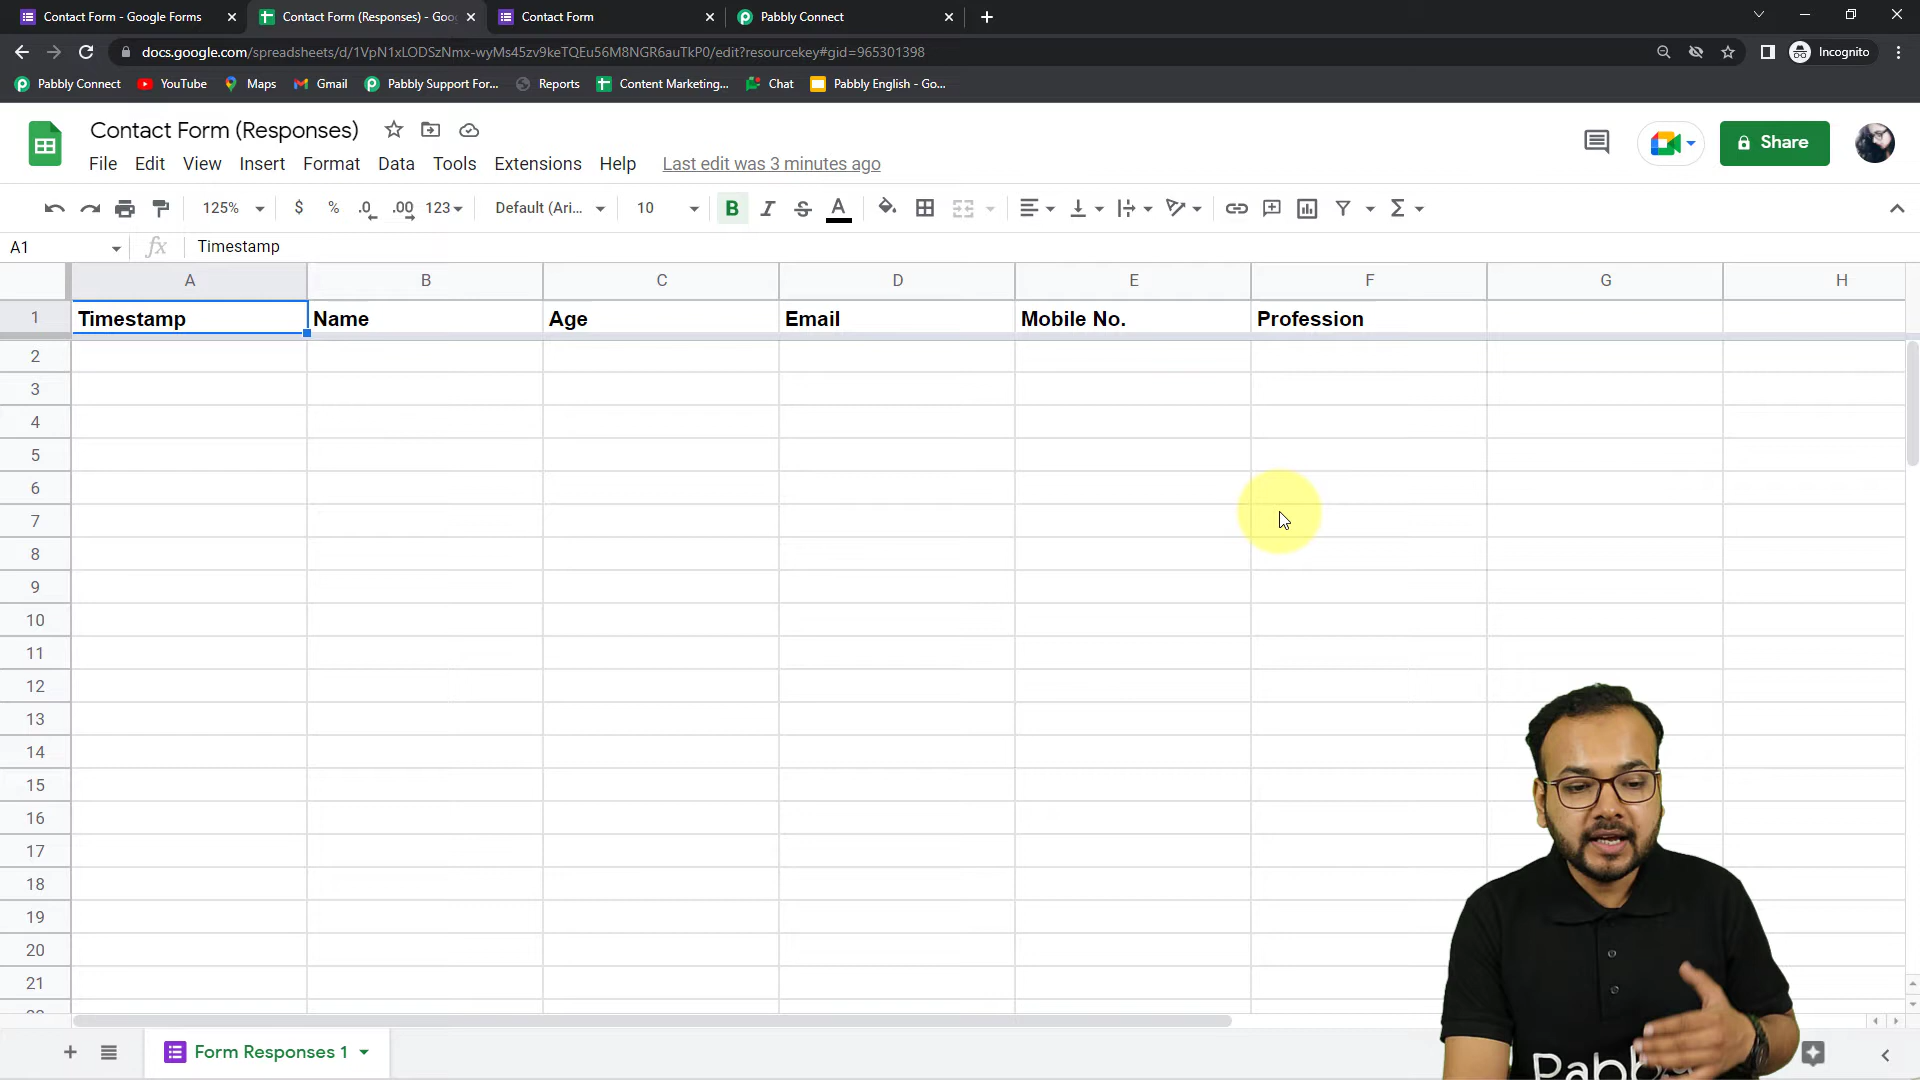 Contact Form - Google Forms
Contact Form (Responses) - Goo
Contact Form
Pabbly Connect
docs.google.com/spreadsheets/d/1VpN1xLODSzNmx-wyMs45zv9keTQEu56M8NGR6auTkP0/edit?resourcekey#gid=965301398
Incognito
Pabbly Connect
YouTube
Maps
Gmail
Pabbly Support For...
Reports
Content Marketing...
Chat
Pabbly English - Go...
Contact Form (Responses)
Share
File Edit View Insert Format Data Tools Extensions Help Last edit was 3 minutes ago
125% $ % .0 .00 123 Default (Ari... 10 B I S A
A1 fx Timestamp
A B C D E F G H
1 Timestamp Name Age Email Mobile No. Profession
2
3
4
5
6
7
8
9
10
11
12
13
14
15
16
17
18
19
20
21
Form Responses 1